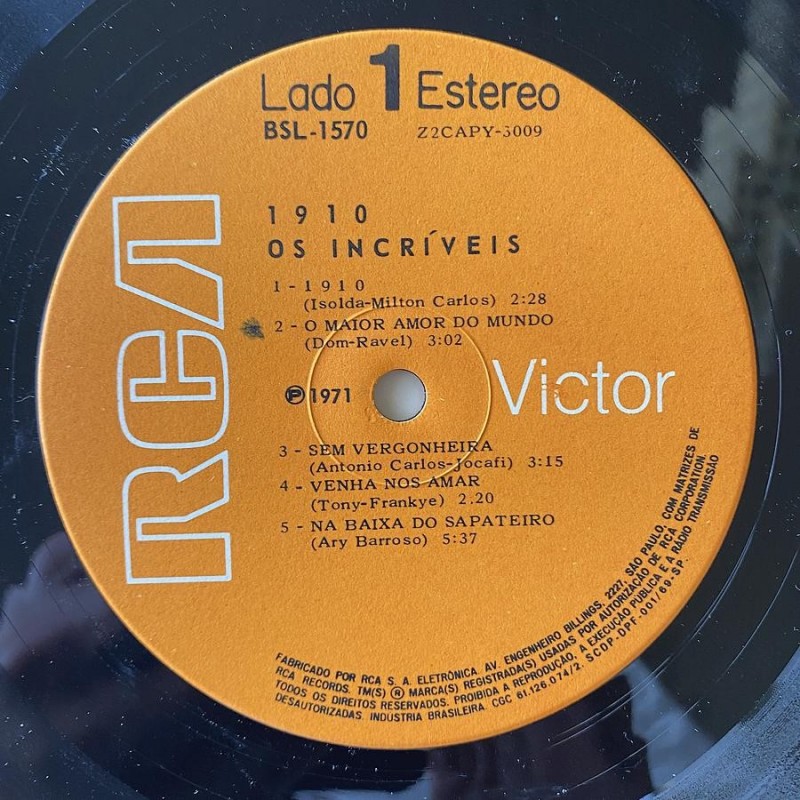 Lado 1 Estereo
BSL-1570 Z2CAPY-3009
1910
OS INCRÍVEIS
1 - 1910
(Isolda-Milton Carlos) 2:28
2 - O MAIOR AMOR DO MUNDO
(Dom-Ravel) 3:02
RCA
℗ 1971
Victor
3 - SEM VERGONHEIRA
(Antonio Carlos-Jocafi) 3:15
4 - VENHA NOS AMAR
(Tony-Frankye) 2.20
5 - NA BAIXA DO SAPATEIRO
(Ary Barroso) 5:37
FABRICADO POR RCA S. A. ELETRÔNICA. AV. ENGENHEIRO BILLINGS, 2227, SÃO PAULO, COM MATRIZES DE
RCA RECORDS. TM(S) ® MARCA(S) REGISTRADA(S) USADAS POR AUTORIZAÇÃO DE RCA CORPORATION.
TODOS OS DIREITOS RESERVADOS. PROIBIDA A REPRODUÇÃO, A EXECUÇÃO PÚBLICA E A RÁDIO TRANSMISSÃO
DESAUTORIZADAS. INDUSTRIA BRASILEIRA. CGC 61.126.074/2. SCDP-DPF-001/69-SP.